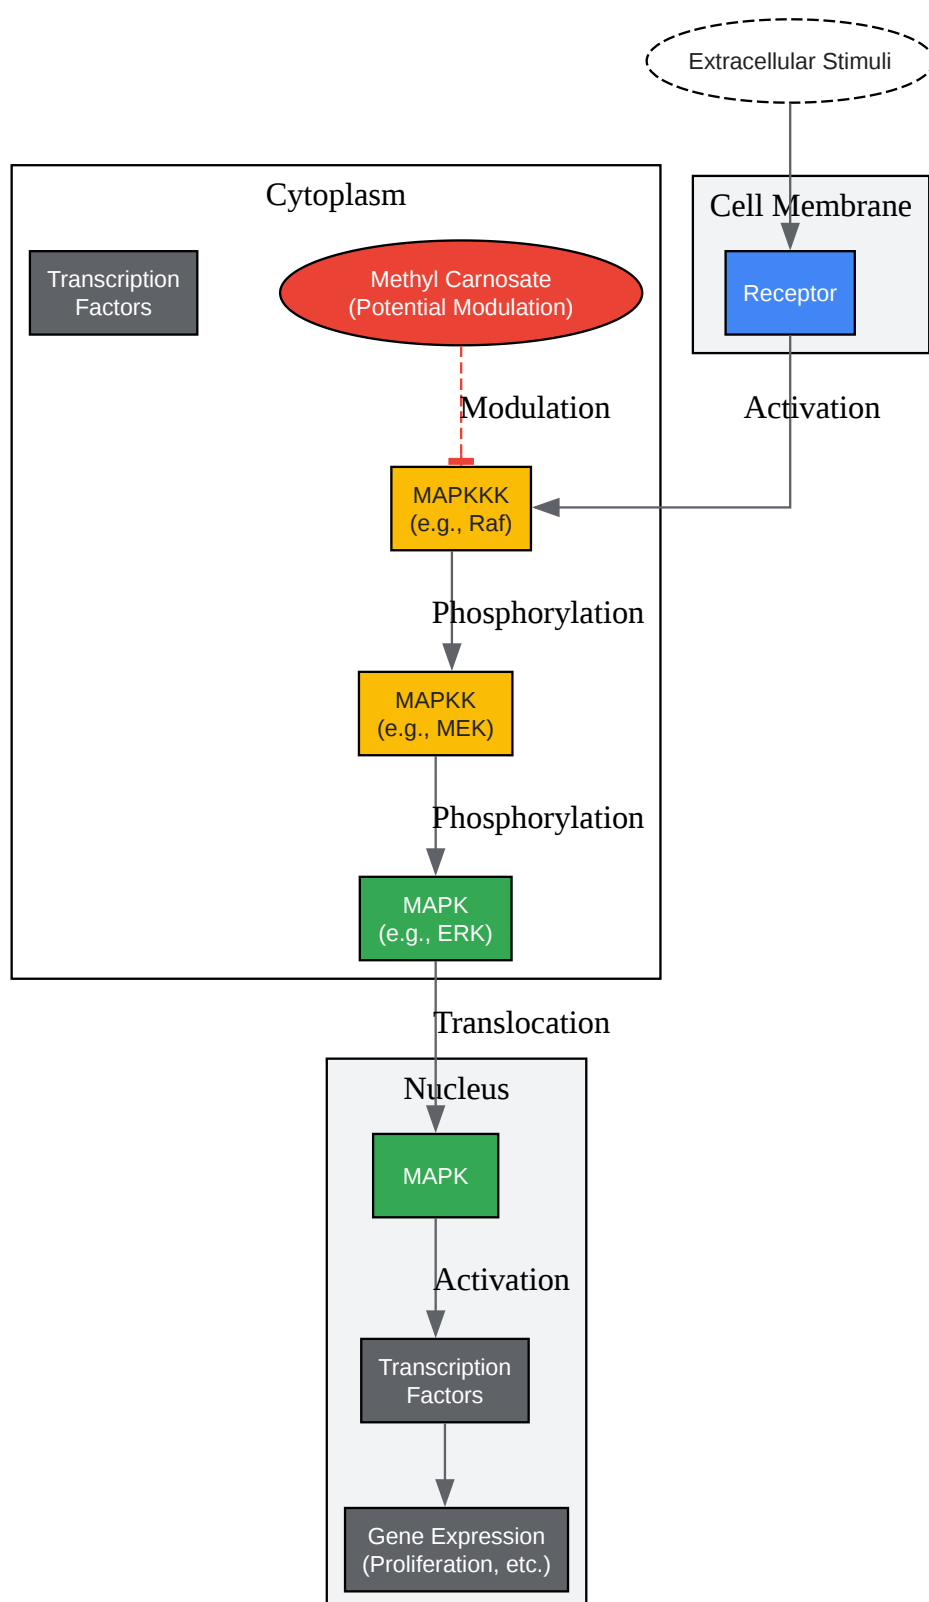 Extracellular Stimuli
Cytoplasm
Cell Membrane
Transcription
Factors
Methyl Carnosate
(Potential Modulation)
Receptor
Modulation
Activation
MAPKKK
(e.g., Raf)
Phosphorylation
MAPKK
(e.g., MEK)
Phosphorylation
MAPK
(e.g., ERK)
Translocation
Nucleus
MAPK
Activation
Transcription
Factors
Gene Expression
(Proliferation, etc.)